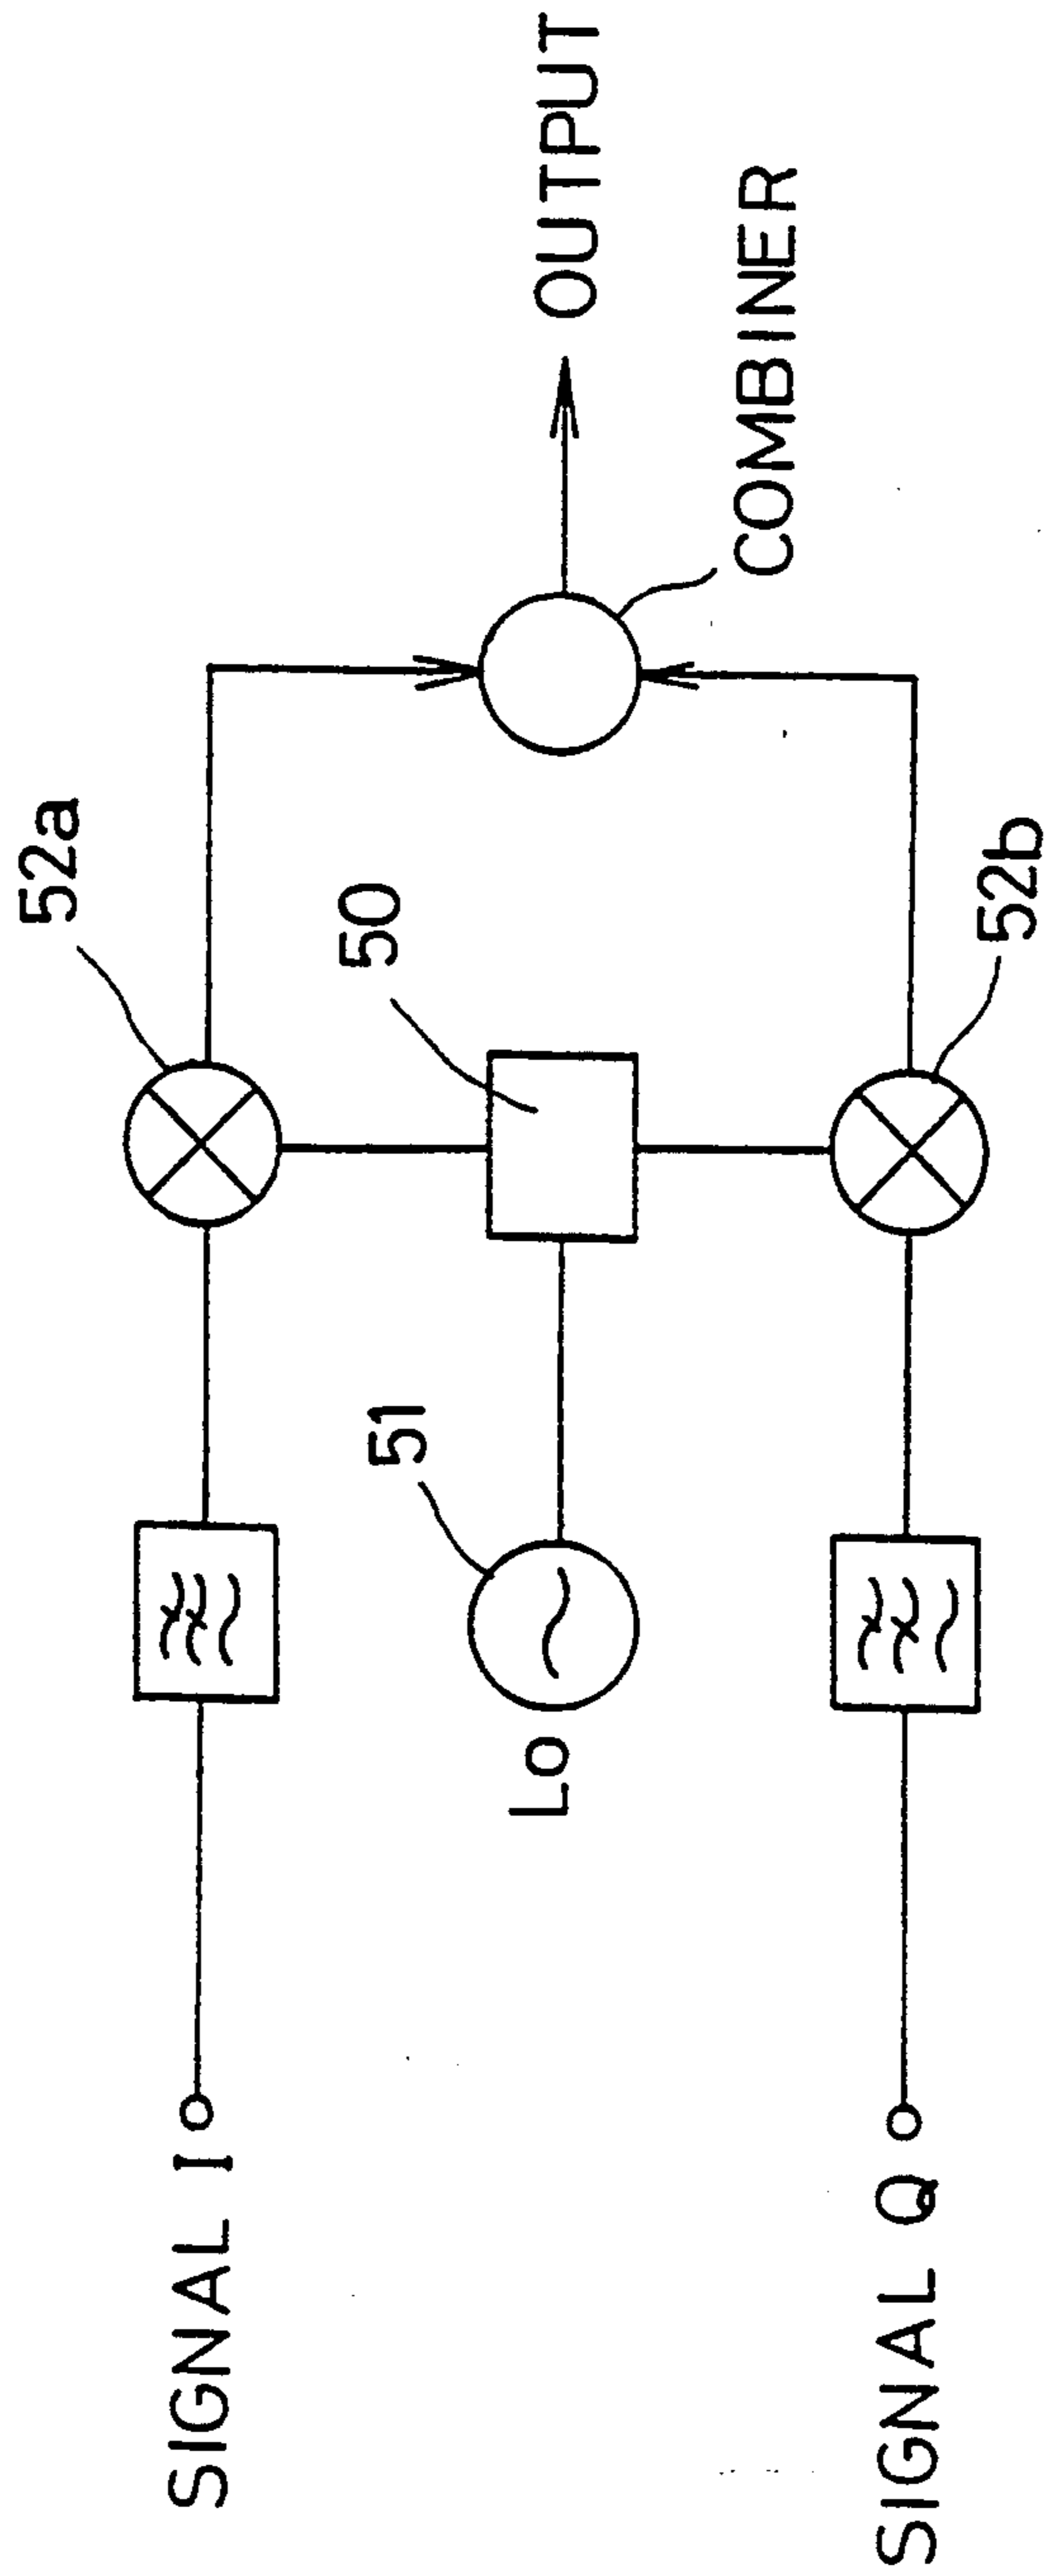 52a
SIGNAL I
50
51
Lo
OUTPUT
COMBINER
52b
SIGNAL Q